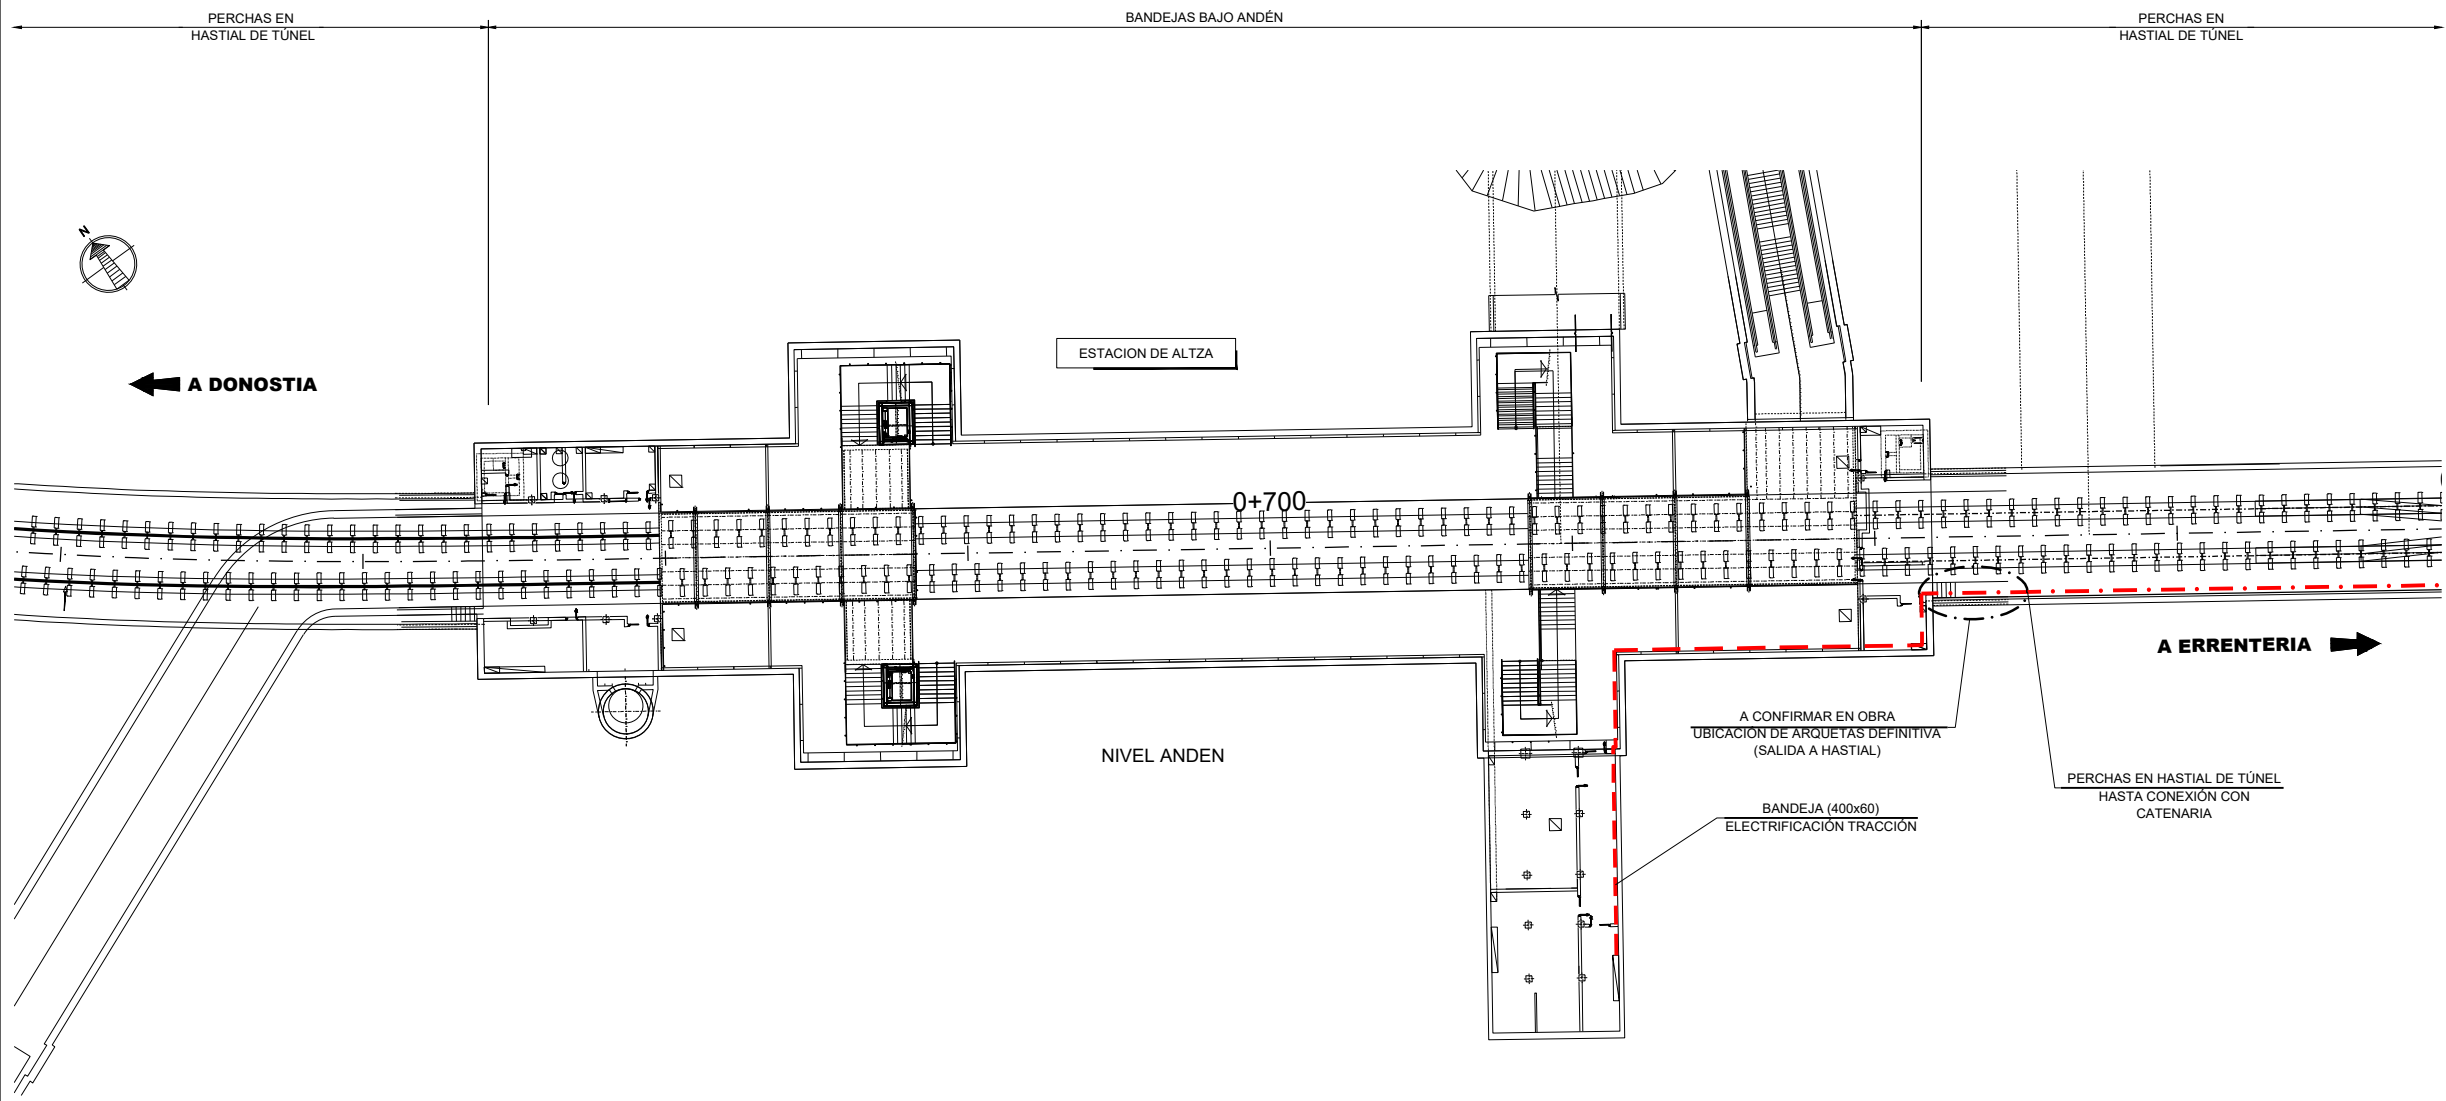 PERCHAS EN
HASTIAL DE TÚNEL
BANDEJAS BAJO ANDÉN
PERCHAS EN
HASTIAL DE TÚNEL
N
ESTACION DE ALTZA
A DONOSTIA
0+700
A ERRENTERIA
A CONFIRMAR EN OBRA
UBICACIÓN DE ARQUETAS DEFINITIVA
(SALIDA A HASTIAL)
NIVEL ANDEN
PERCHAS EN HASTIAL DE TÚNEL
HASTA CONEXIÓN CON
CATENARIA
BANDEJA (400x60)
ELECTRIFICACIÓN TRACCIÓN